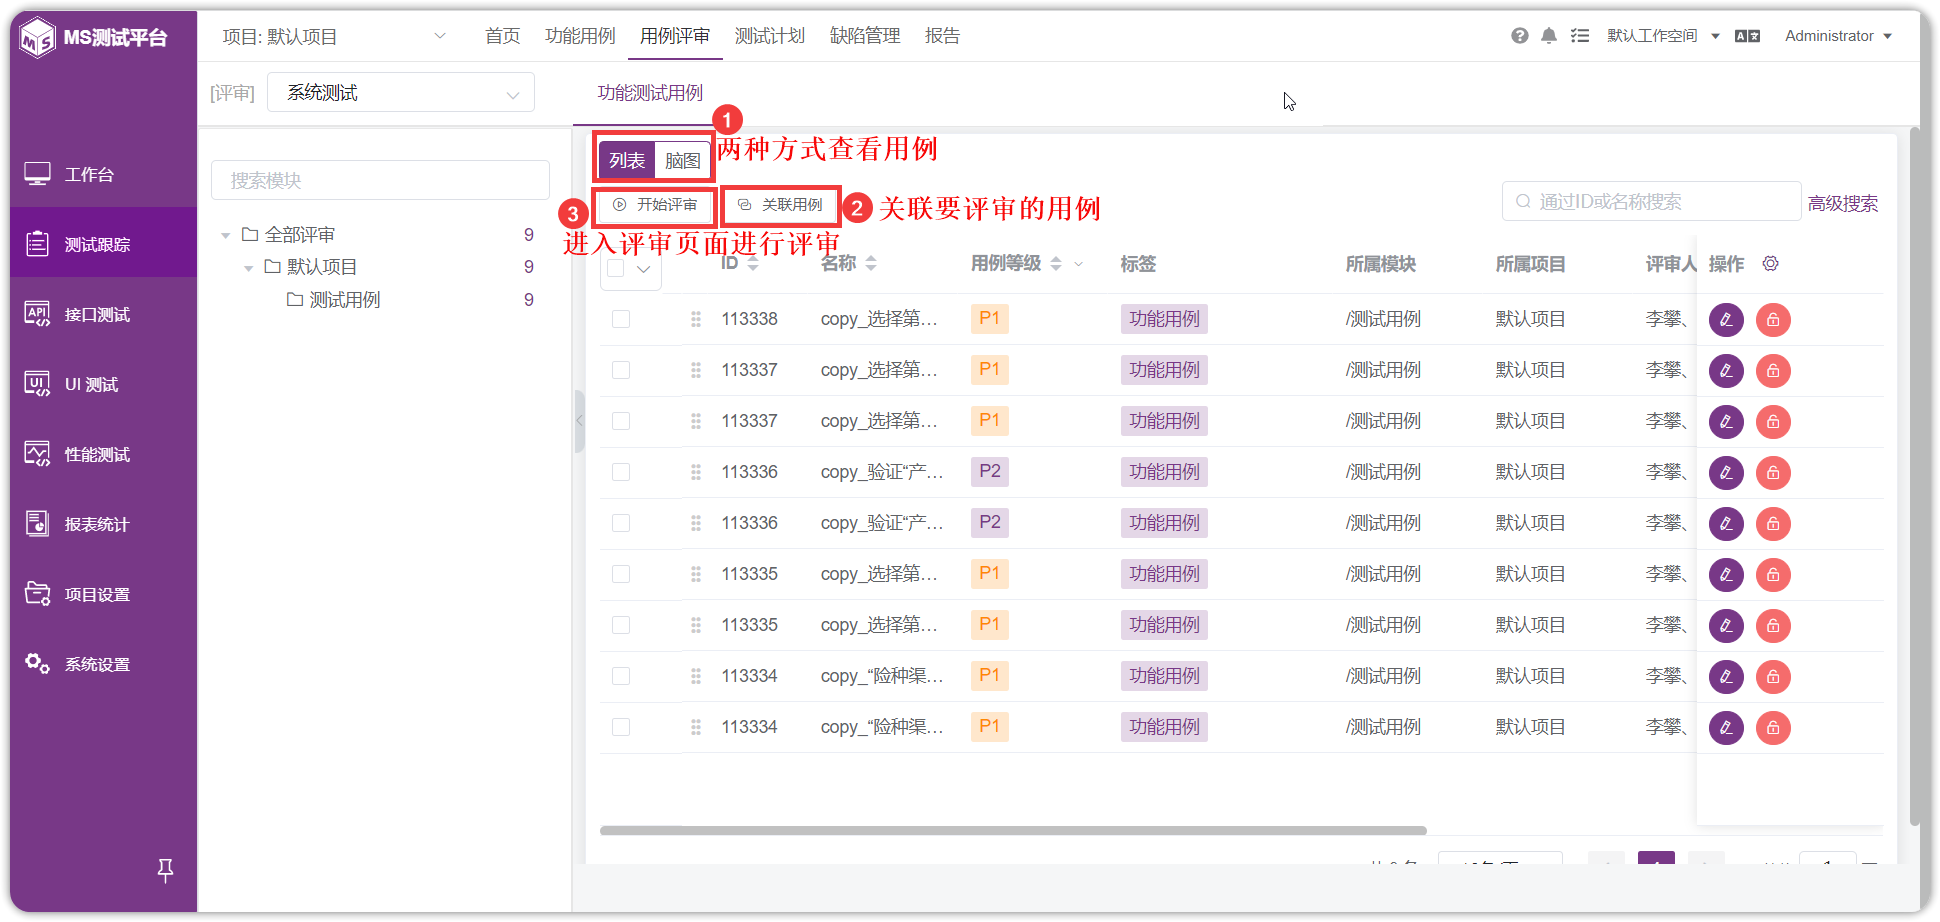 MS测试平台
项目: 默认项目
首页 功能用例 用例评审 测试计划 缺陷管理 报告
默认工作空间 Administrator
[评审] 系统测试
功能测试用例
1
列表 脑图
两种方式查看用例
工作台
测试跟踪
接口测试
UI 测试
性能测试
报表统计
项目设置
系统设置
搜索模块
全部评审 9
默认项目 9
测试用例 9
3 开始评审 关联用例 2 关联要评审的用例
进入评审页面进行评审
通过ID或名称搜索 高级搜索
ID 名称 用例等级 标签 所属模块 所属项目 评审人 操作
113338 copy_选择第... P1 功能用例 /测试用例 默认项目 李攀、
113337 copy_选择第... P1 功能用例 /测试用例 默认项目 李攀、
113337 copy_选择第... P1 功能用例 /测试用例 默认项目 李攀、
113336 copy_验证“产... P2 功能用例 /测试用例 默认项目 李攀、
113336 copy_验证“产... P2 功能用例 /测试用例 默认项目 李攀、
113335 copy_选择第... P1 功能用例 /测试用例 默认项目 李攀、
113335 copy_选择第... P1 功能用例 /测试用例 默认项目 李攀、
113334 copy_“险种渠... P1 功能用例 /测试用例 默认项目 李攀、
113334 copy_“险种渠... P1 功能用例 /测试用例 默认项目 李攀、